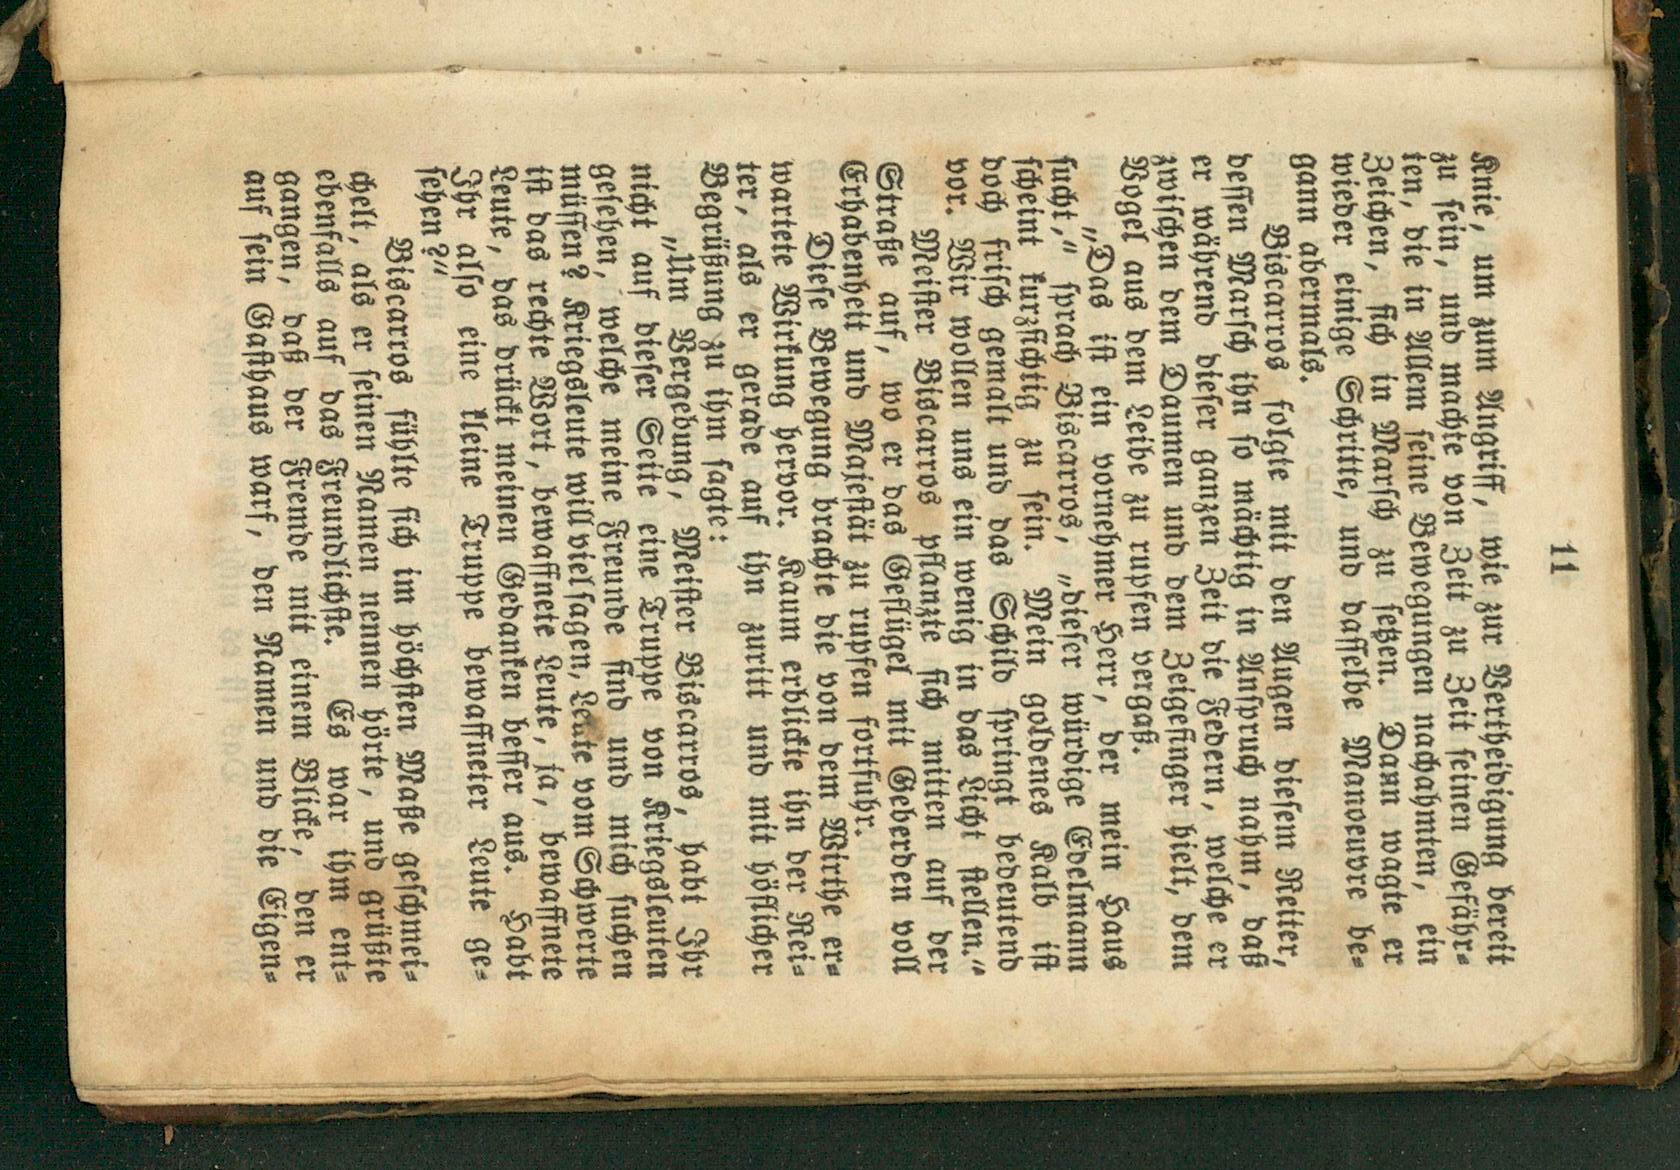 11
Knie, um zum Angriff, wie zur Vertheidigung bereit
zu sein, und machte von Zeit zu Zeit seinen Gefähr-
ten, die in Allem seine Bewegungen nachahmten, ein
Zeichen, sich in Marsch zu setzen. Dann wagte er
wieder einige Schritte, und dasselbe Manoeuvre be-
gann abermals.
Biscarros folgte mit den Augen diesem Reiter,
dessen Marsch ihn so mächtig in Anspruch nahm, daß
er während dieser ganzen Zeit die Federn, welche er
zwischen dem Daumen und dem Zeigefinger hielt, dem
Vogel aus dem Leibe zu rupfen vergaß.
„Das ist ein vornehmer Herr, der mein Haus
sucht,“ sprach Biscarros, „dieser würdige Edelmann
scheint kurzsichtig zu sein. Mein goldenes Kalb ist
doch frisch gemalt und das Schild springt bedeutend
vor. Wir wollen uns ein wenig in das Licht stellen.“
Meister Biscarros pflanzte sich mitten auf der
Straße auf, wo er das Geflügel mit Geberden voll
Erhabenheit und Majestät zu rupfen fortfuhr.
Diese Bewegung brachte die von dem Wirthe er-
wartete Wirkung hervor. Kaum erblickte ihn der Rei-
ter, als er gerade auf ihn zuritt und mit höflicher
Begrüßung zu ihm sagte:
„Um Vergebung, Meister Biscarros, habt Ihr
nicht auf dieser Seite eine Truppe von Kriegsleuten
gesehen, welche meine Freunde sind und mich suchen
müssen? Kriegsleute will viel sagen, Leute vom Schwerte
ist das rechte Wort, bewaffnete Leute, ja, bewaffnete
Leute, das drückt meinen Gedanken besser aus. Habt
Ihr also eine kleine Truppe bewaffneter Leute ge-
sehen?“
Biscarros fühlte sich im höchsten Maße geschmei-
chelt, als er seinen Namen nennen hörte, und grüßte
ebenfalls auf das Freundlichste. Es war ihm ent-
gangen, daß der Fremde mit einem Blicke, den er
auf sein Gasthaus warf, den Namen und die Eigen-